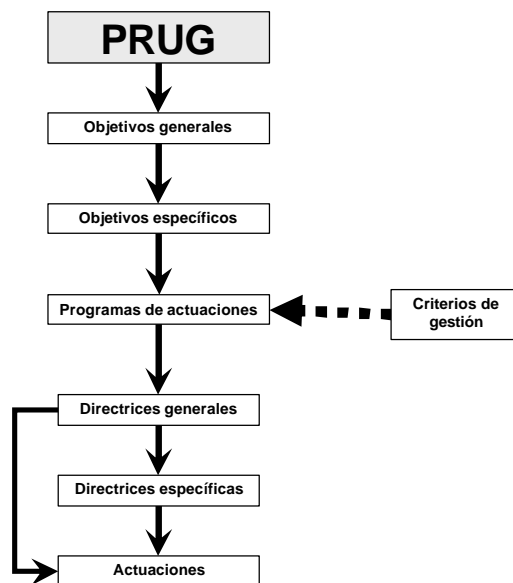 PRUG
Objetivos generales
Objetivos específicos
Programas de actuaciones
Criterios de
gestión
Directrices generales
Directrices específicas
Actuaciones